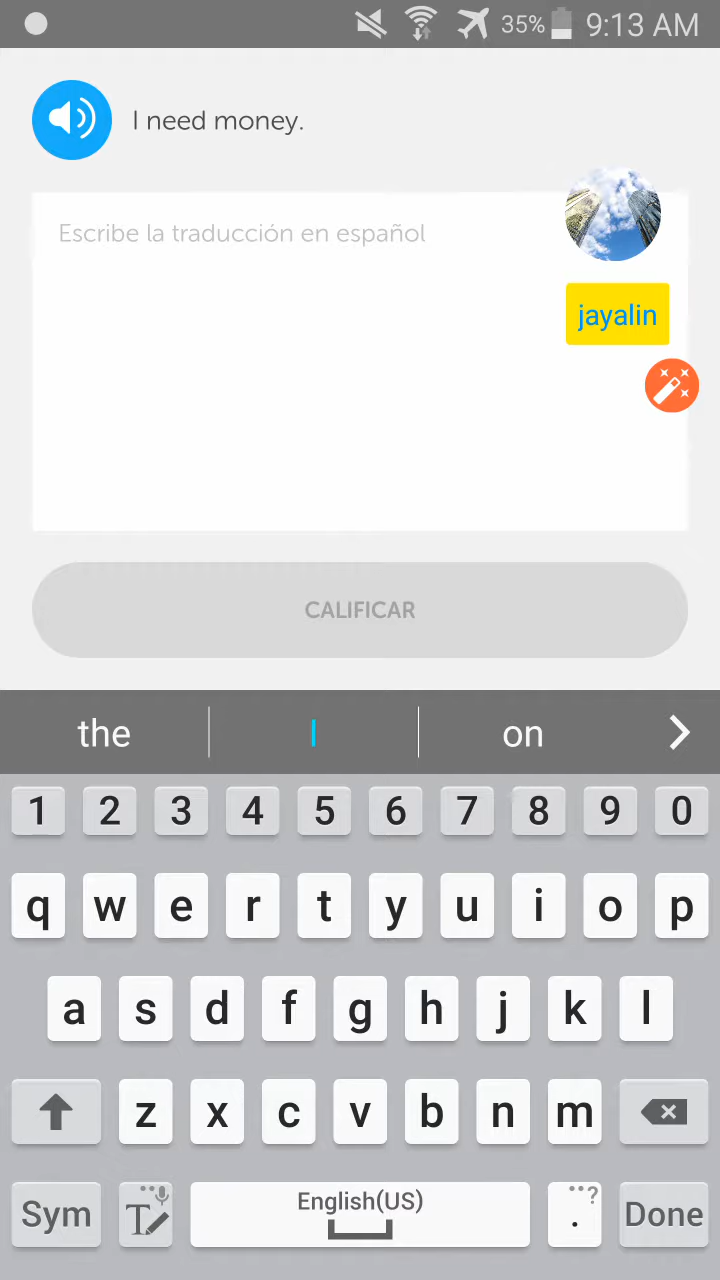 35% 9:13 AM
I need money.
Escribe la traducción en español
jayalin
CALIFICAR
the I on
1 2 3 4 5 6 7 8 9 0
q w e r t y u i o p
a s d f g h j k l
z x c v b n m
Sym T English(US) . ? Done